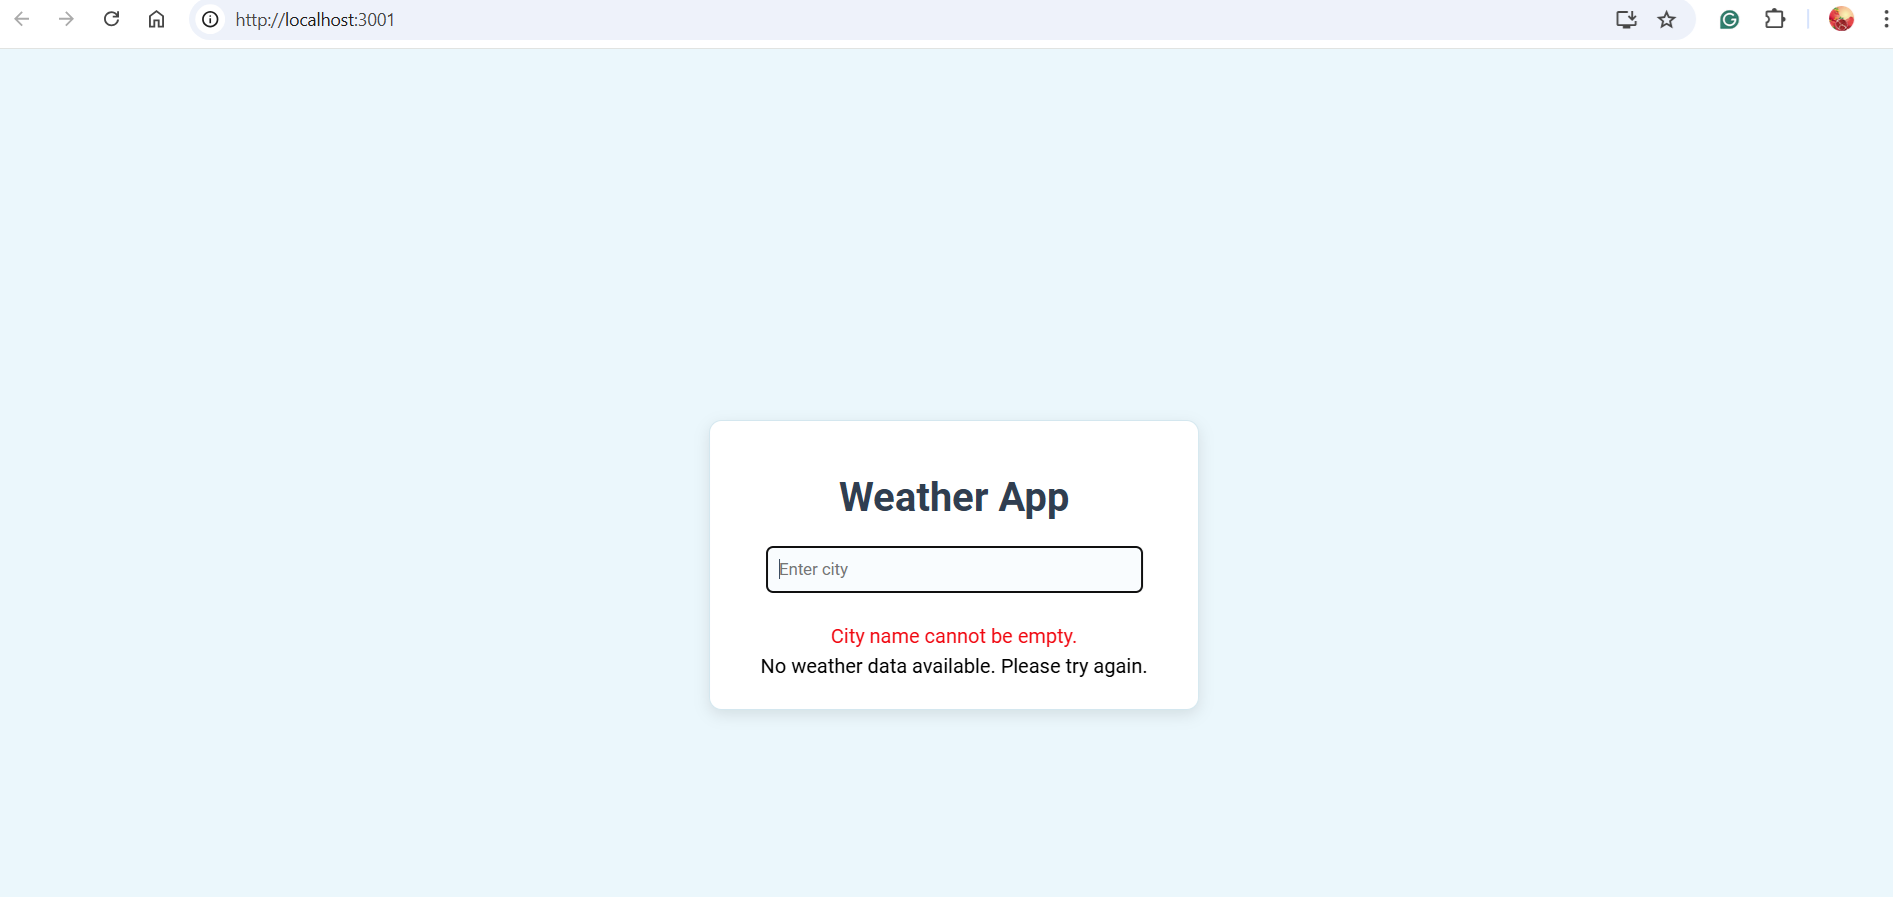 http://localhost:3001
Weather App
Enter city
City name cannot be empty.
No weather data available. Please try again.